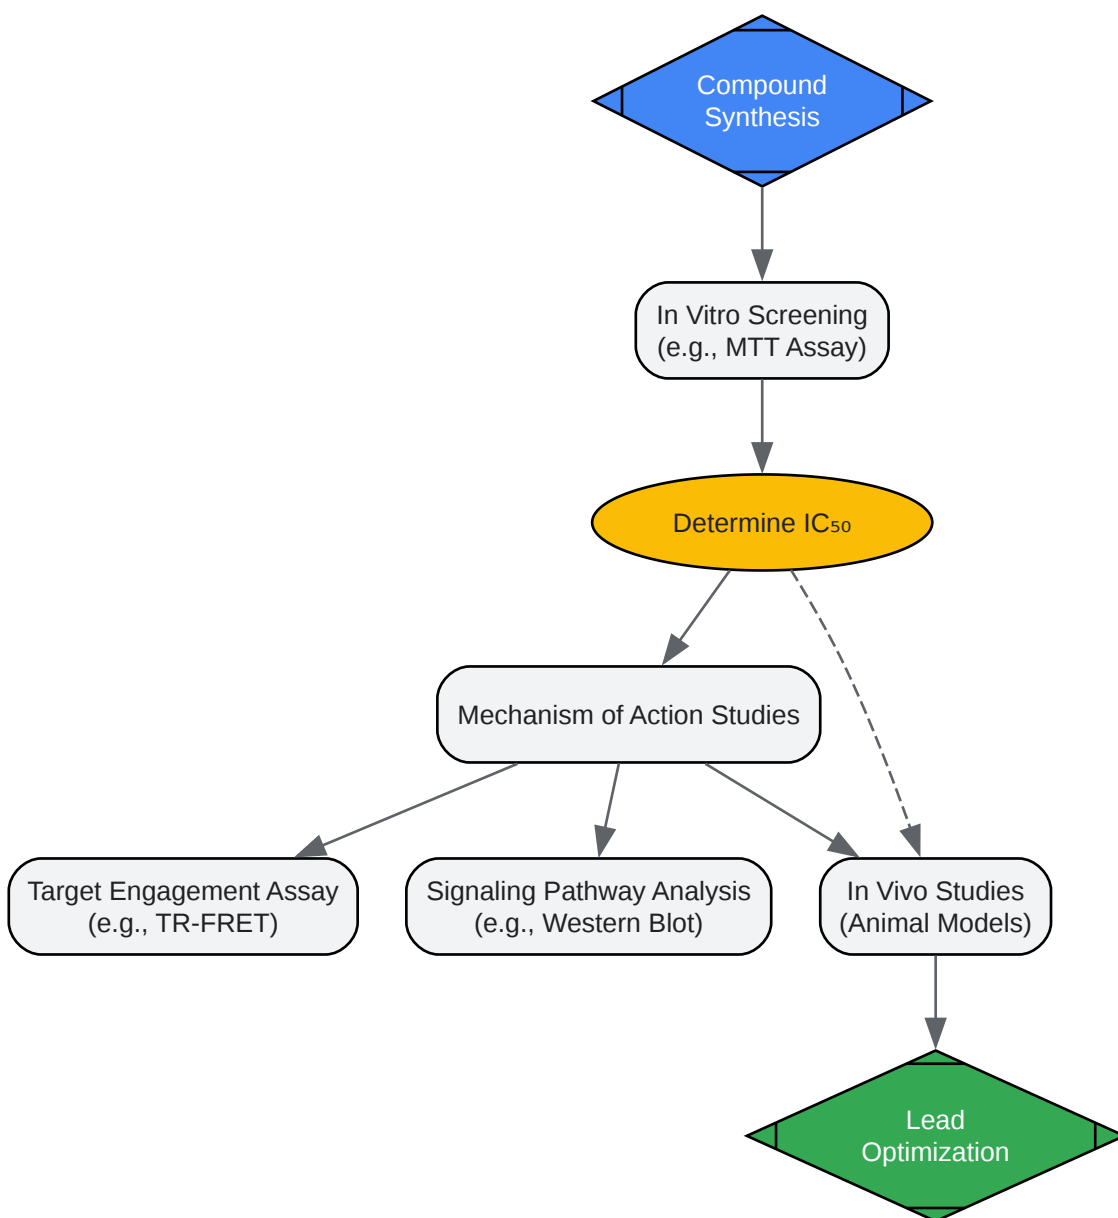 Compound
Synthesis
In Vitro Screening
(e.g., MTT Assay)
Determine IC₅₀
Mechanism of Action Studies
Target Engagement Assay
(e.g., TR-FRET)
Signaling Pathway Analysis
(e.g., Western Blot)
In Vivo Studies
(Animal Models)
Lead
Optimization